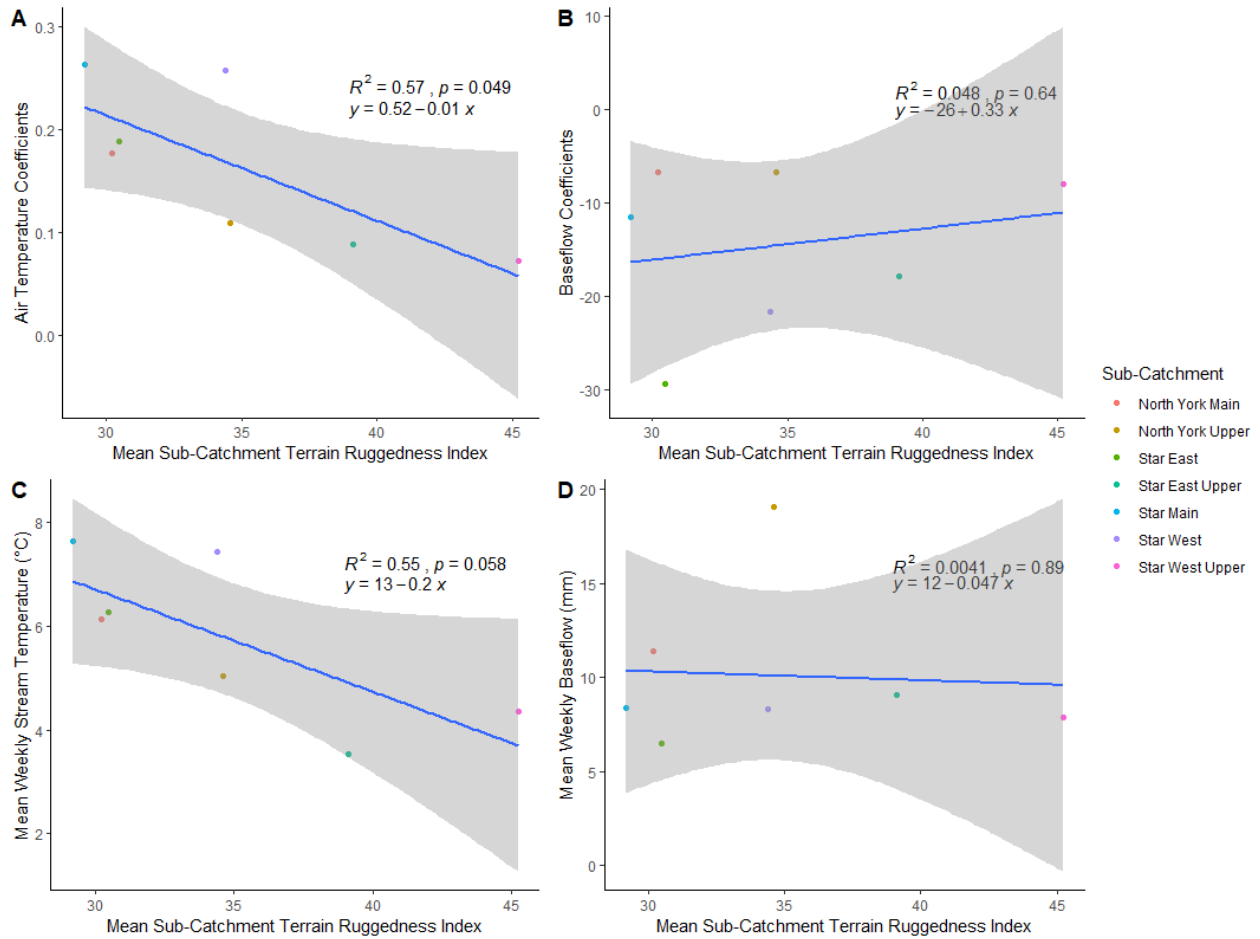 A
0.3
0.2
0.1
0.0
Air Temperature Coefficients
R² = 0.57 , p = 0.049
y = 0.52 − 0.01 x
30 35 40 45
Mean Sub-Catchment Terrain Ruggedness Index
B
10
0
-10
-20
-30
Baseflow Coefficients
R² = 0.048 , p = 0.64
y = −26 + 0.33 x
30 35 40 45
Mean Sub-Catchment Terrain Ruggedness Index
C
8
6
4
2
Mean Weekly Stream Temperature (°C)
R² = 0.55 , p = 0.058
y = 13 − 0.2 x
30 35 40 45
Mean Sub-Catchment Terrain Ruggedness Index
D
20
15
10
5
0
Mean Weekly Baseflow (mm)
R² = 0.0041 , p = 0.89
y = 12 − 0.047 x
30 35 40 45
Mean Sub-Catchment Terrain Ruggedness Index
Sub-Catchment
North York Main
North York Upper
Star East
Star East Upper
Star Main
Star West
Star West Upper